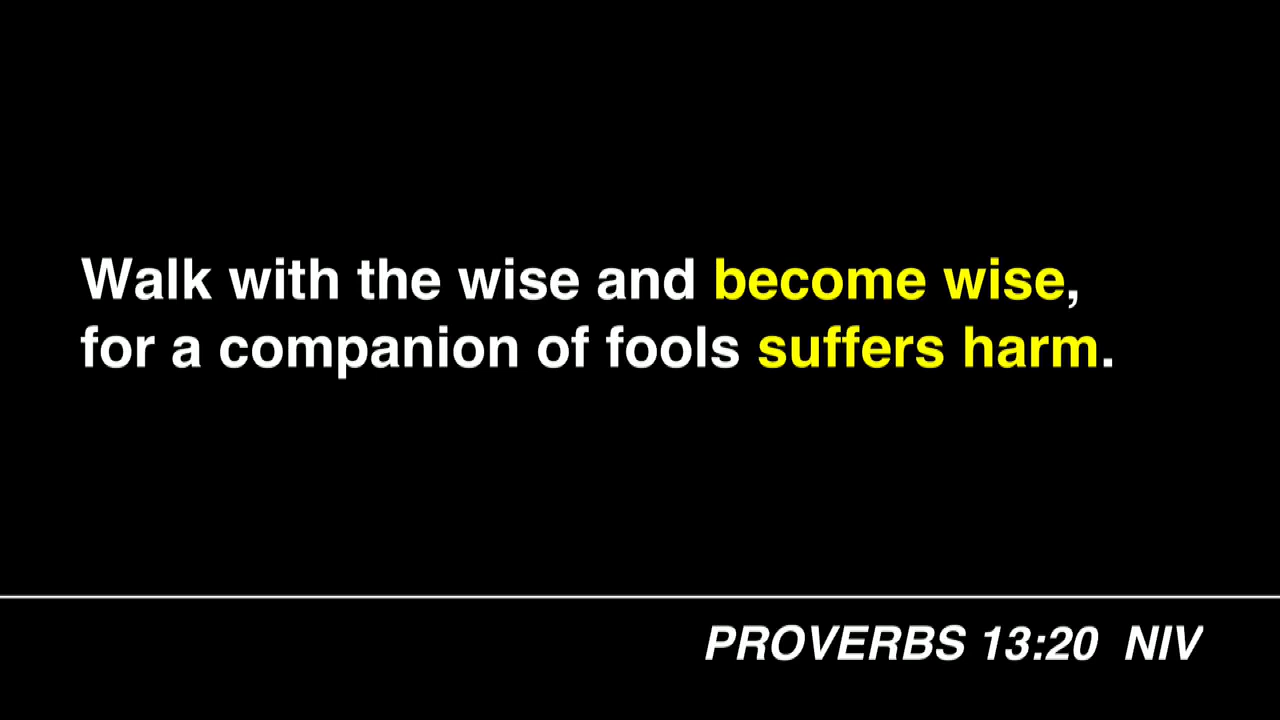 Walk with the wise and become wise,
for a companion of fools suffers harm.
PROVERBS 13:20 NIV